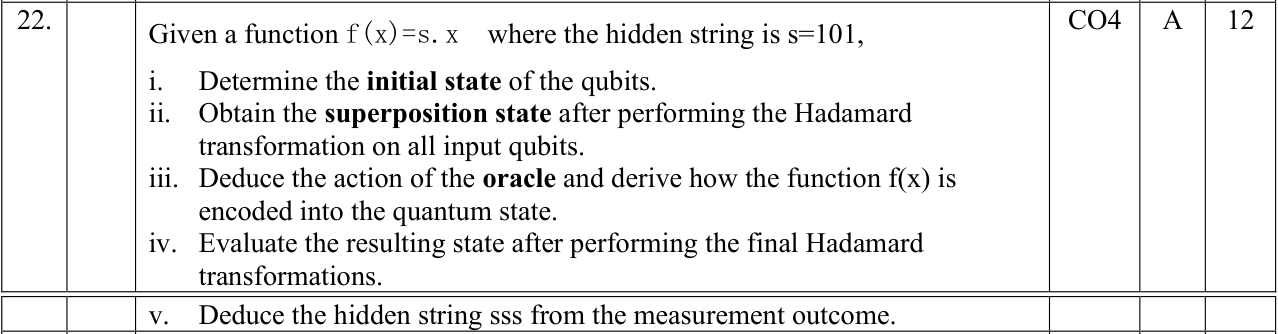 22.
Given a function f(x)=s. x where the hidden string is s=101,
CO4 A 12
i. Determine the initial state of the qubits.
ii. Obtain the superposition state after performing the Hadamard
transformation on all input qubits.
iii. Deduce the action of the oracle and derive how the function f(x) is
encoded into the quantum state.
iv. Evaluate the resulting state after performing the final Hadamard
transformations.
v. Deduce the hidden string sss from the measurement outcome.